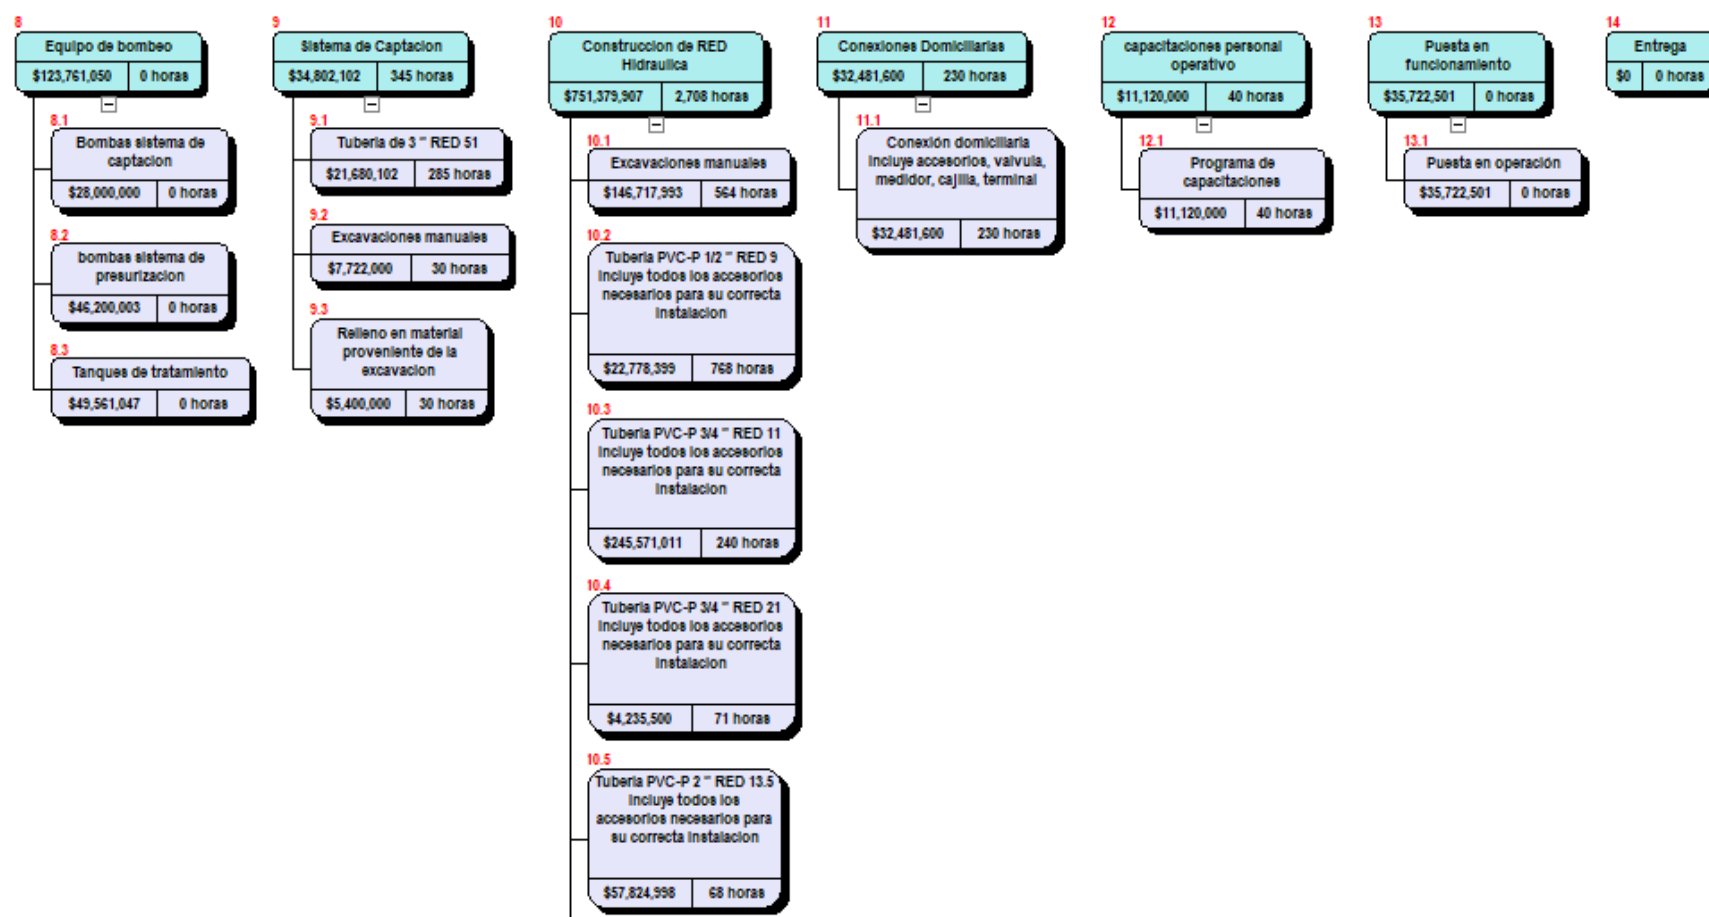 8
Equipo de bombeo
$123,761,050 0 horas
8.1
Bombas sistema de
captacion
$28,000,000 0 horas
8.2
bombas sistema de
presurizacion
$46,200,003 0 horas
8.3
Tanques de tratamiento
$49,561,047 0 horas
9
Sistema de Captacion
$34,802,102 345 horas
9.1
Tuberia de 3 " RED 51
$21,680,102 285 horas
9.2
Excavaciones manuales
$7,722,000 30 horas
9.3
Relleno en material
proveniente de la
excavacion
$5,400,000 30 horas
10
Construccion de RED
Hidraulica
$751,379,907 2,708 horas
10.1
Excavaciones manuales
$146,717,993 564 horas
10.2
Tuberia PVC-P 1/2 " RED 9
Incluye todos los accesorios
necesarios para su correcta
Instalacion
$22,778,399 768 horas
10.3
Tuberia PVC-P 3/4 " RED 11
Incluye todos los accesorios
necesarios para su correcta
Instalacion
$245,571,011 240 horas
10.4
Tuberia PVC-P 3/4 " RED 21
Incluye todos los accesorios
necesarios para su correcta
Instalacion
$4,235,500 71 horas
10.5
Tuberia PVC-P 2 " RED 13.5
Incluye todos los
accesorios necesarios para
su correcta Instalacion
$57,824,998 68 horas
11
Conexiones Domiciliarias
$32,481,600 230 horas
11.1
Conexión domiciliaria
Incluye accesorios, valvula,
medidor, cajilla, terminal
$32,481,600 230 horas
12
capacitaciones personal
operativo
$11,120,000 40 horas
12.1
Programa de
capacitaciones
$11,120,000 40 horas
13
Puesta en
funcionamiento
$35,722,501 0 horas
13.1
Puesta en operación
$35,722,501 0 horas
14
Entrega
$0 0 horas